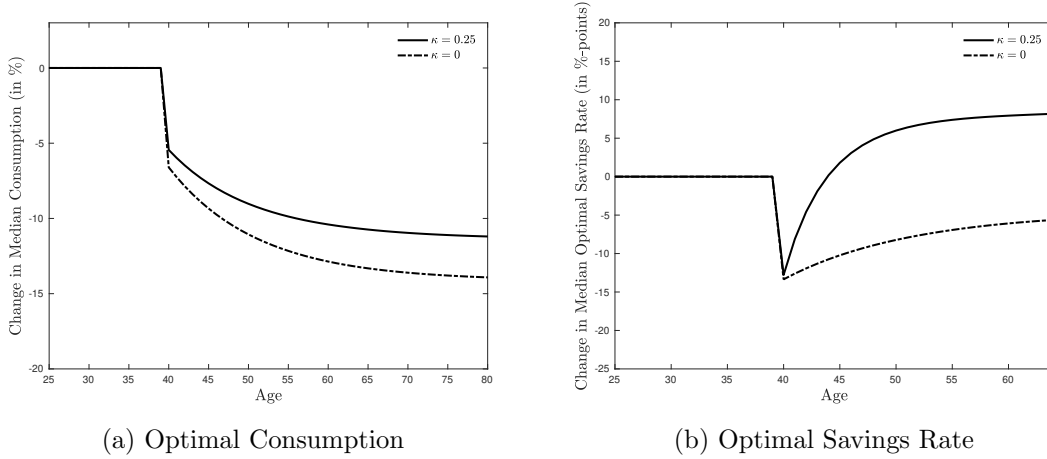 Change in Median Consumption (in %)
0
-5
-10
-15
-20
25 30 35 40 45 50 55 60 65 70 75 80
Age
κ = 0.25
κ = 0
(a) Optimal Consumption
Change in Median Optimal Savings Rate (in %-points)
20
15
10
5
0
-5
-10
-15
-20
-25
25 30 35 40 45 50 55 60
Age
κ = 0.25
κ = 0
(b) Optimal Savings Rate